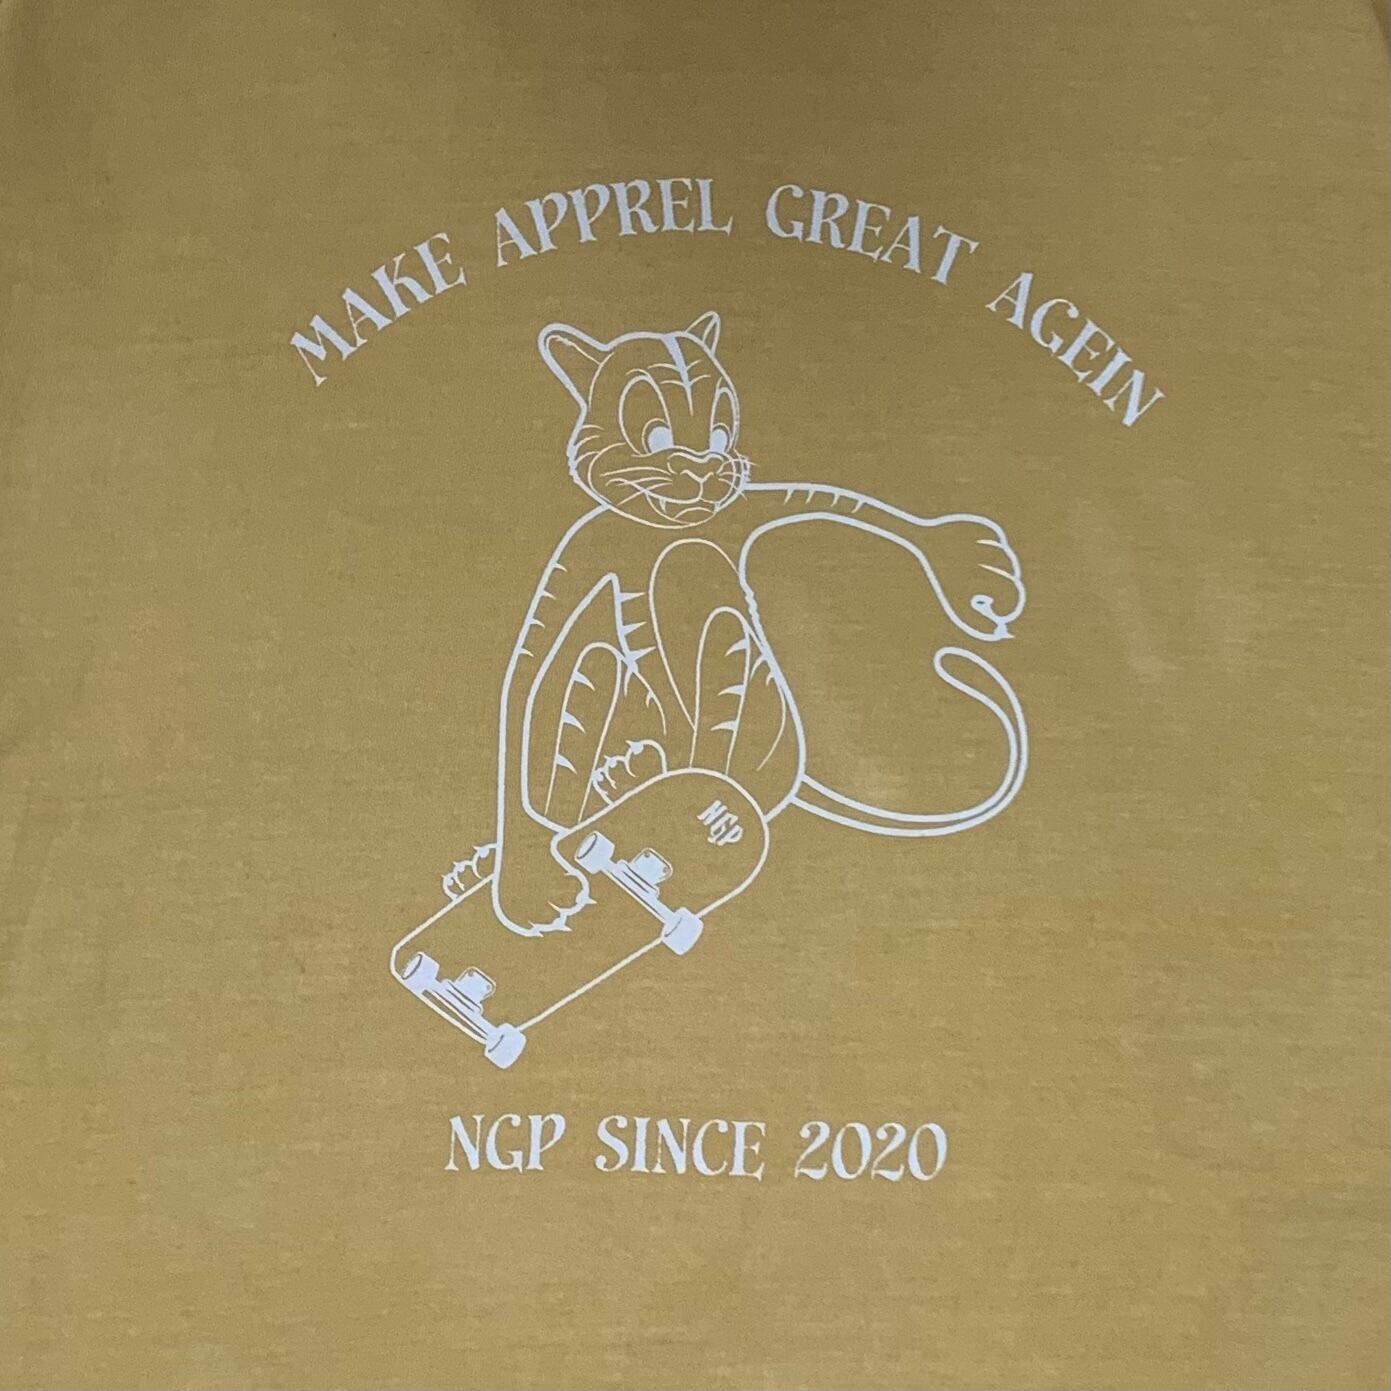 MAKE APPREL GREAT AGEIN
NGP
NGP SINCE 2020